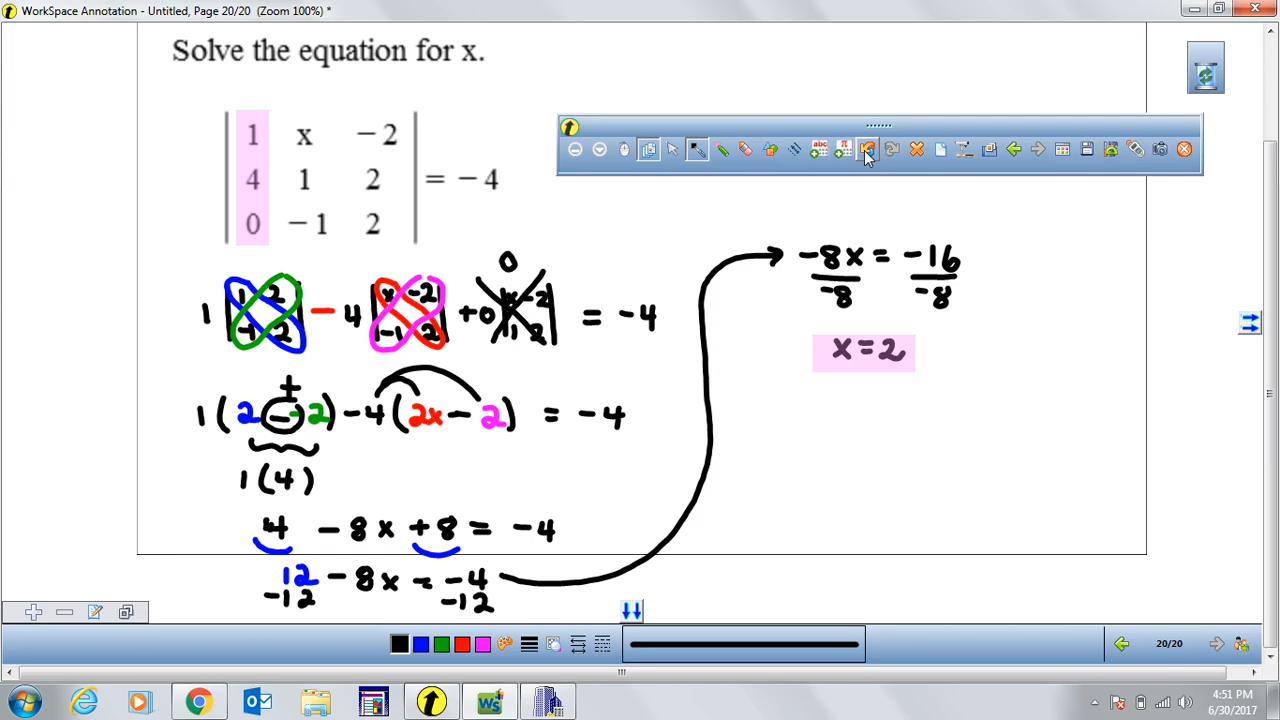 WorkSpace Annotation - Untitled, Page 20/20 (Zoom 100%) *
Solve the equation for x.
| 1 x -2 |
| 4 1 2 | = -4
| 0 -1 2 |
0
1 | 1 2 | - 4 | x -2 | + 0 | x -2 | = -4
| -1 2 | | -1 2 | | 1 2 |
+
1 ( 2 - -2 ) - 4 ( 2x - 2 ) = -4
1 ( 4 )
4 - 8x + 8 = -4
12 - 8x = -4
-12 -12
-8x = -16
-8 -8
x = 2
abc
π
20/20
Ws
4:51 PM
6/30/2017